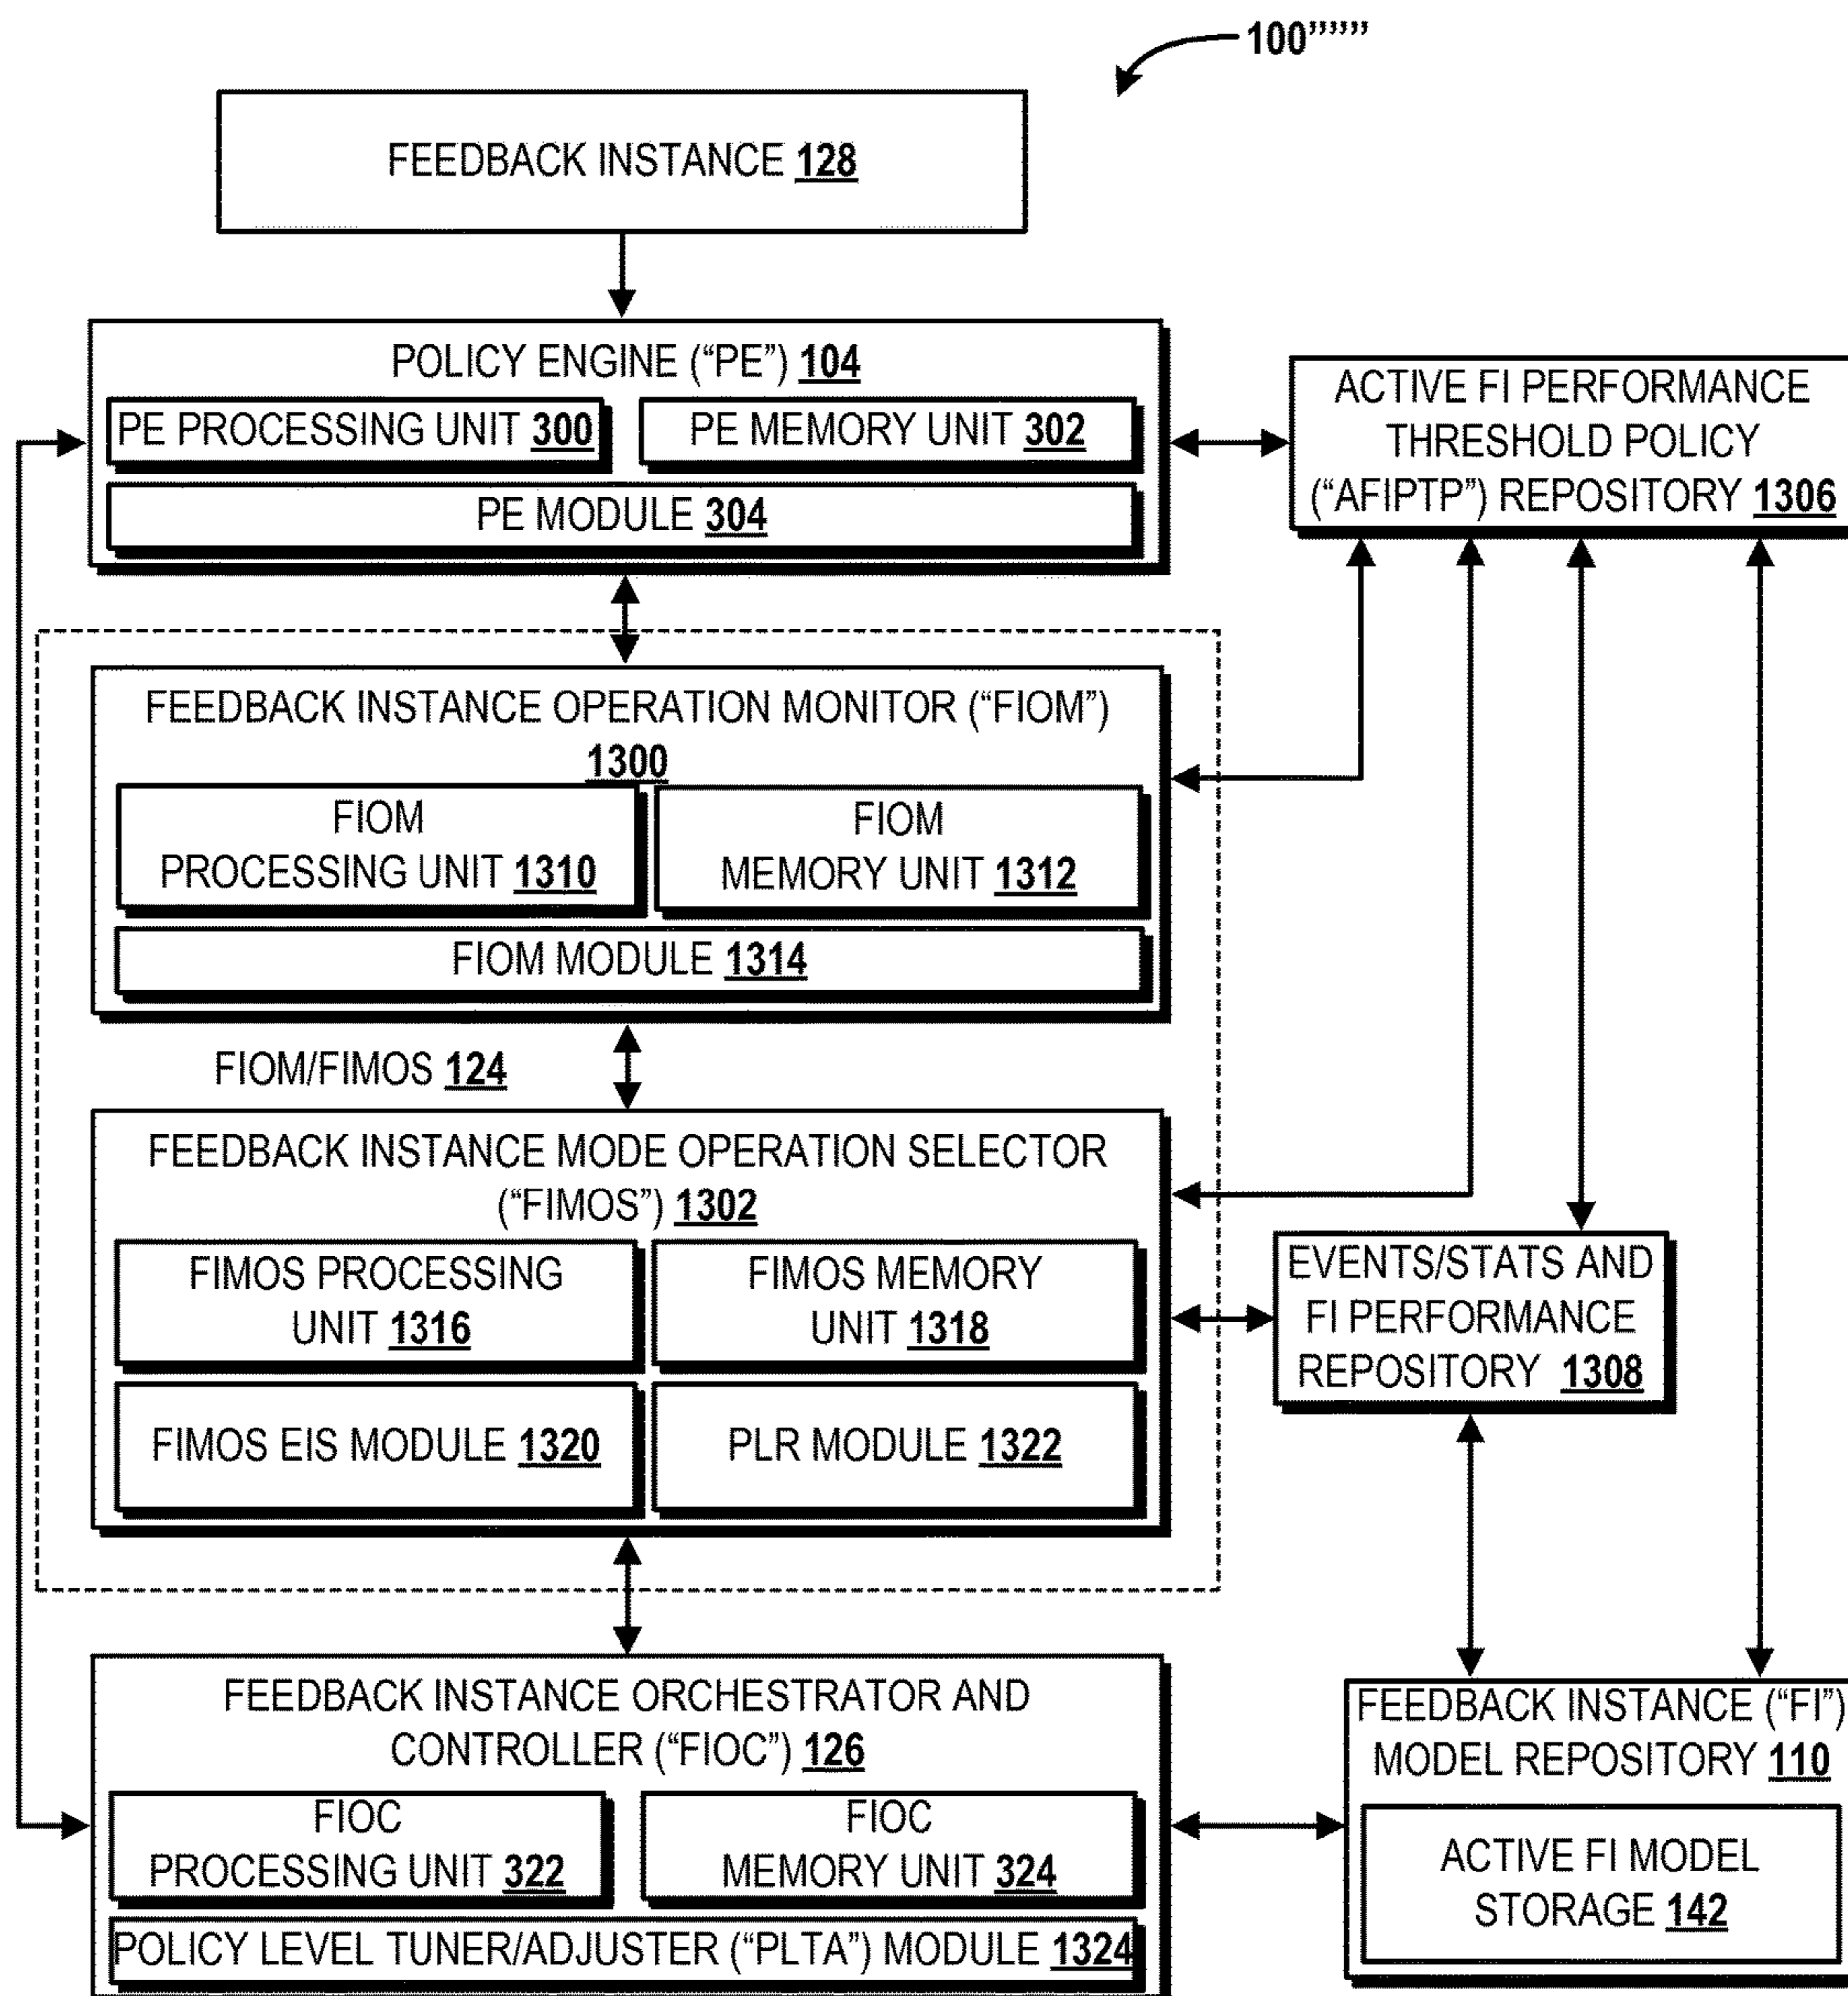 100””””
FEEDBACK INSTANCE 128
POLICY ENGINE (“PE”) 104
PE PROCESSING UNIT 300
PE MEMORY UNIT 302
PE MODULE 304
ACTIVE FI PERFORMANCE
THRESHOLD POLICY
(“AFIPTP”) REPOSITORY 1306
FEEDBACK INSTANCE OPERATION MONITOR (“FIOM”)
1300
FIOM
PROCESSING UNIT 1310
FIOM
MEMORY UNIT 1312
FIOM MODULE 1314
FIOM/FIMOS 124
FEEDBACK INSTANCE MODE OPERATION SELECTOR
(“FIMOS”) 1302
FIMOS PROCESSING
UNIT 1316
FIMOS MEMORY
UNIT 1318
FIMOS EIS MODULE 1320
PLR MODULE 1322
EVENTS/STATS AND
FI PERFORMANCE
REPOSITORY 1308
FEEDBACK INSTANCE ORCHESTRATOR AND
CONTROLLER (“FIOC”) 126
FIOC
PROCESSING UNIT 322
FIOC
MEMORY UNIT 324
POLICY LEVEL TUNER/ADJUSTER (“PLTA”) MODULE 1324
FEEDBACK INSTANCE (“FI”)
MODEL REPOSITORY 110
ACTIVE FI MODEL
STORAGE 142